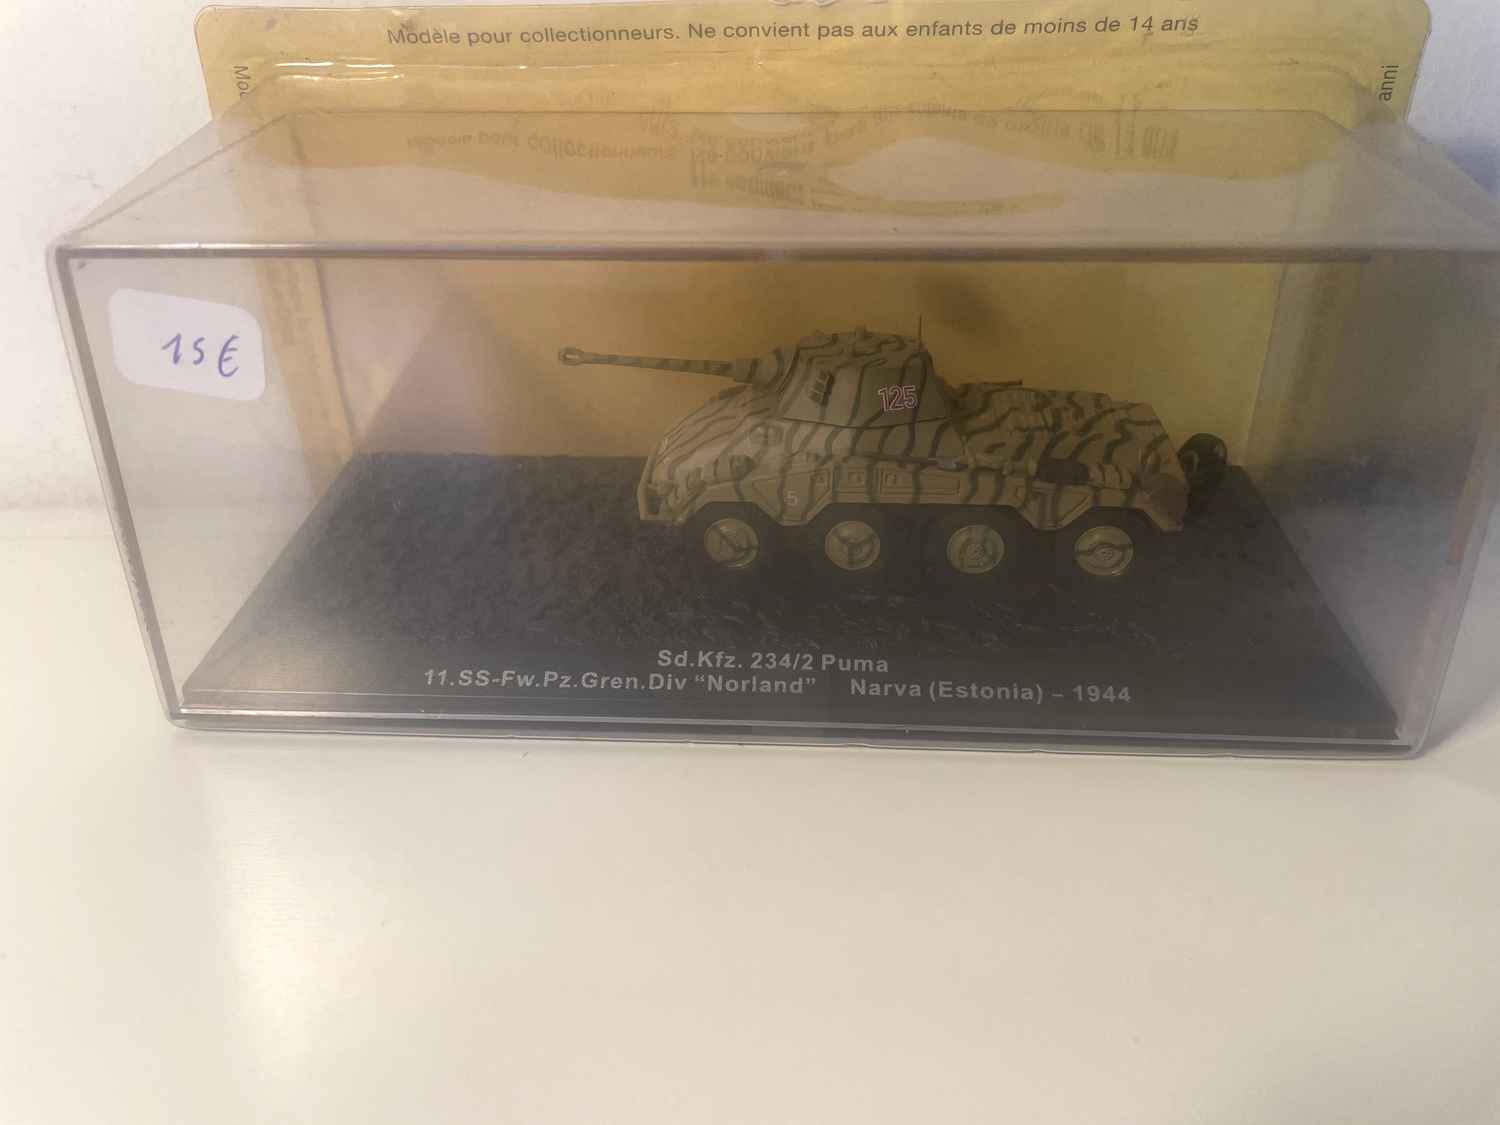 Modèle pour collectionneurs. Ne convient pas aux enfants de moins de 14 ans
anni
15€
125
5
Sd.Kfz. 234/2 Puma
11.SS-Fw.Pz.Gren.Div “Norland” Narva (Estonia) – 1944